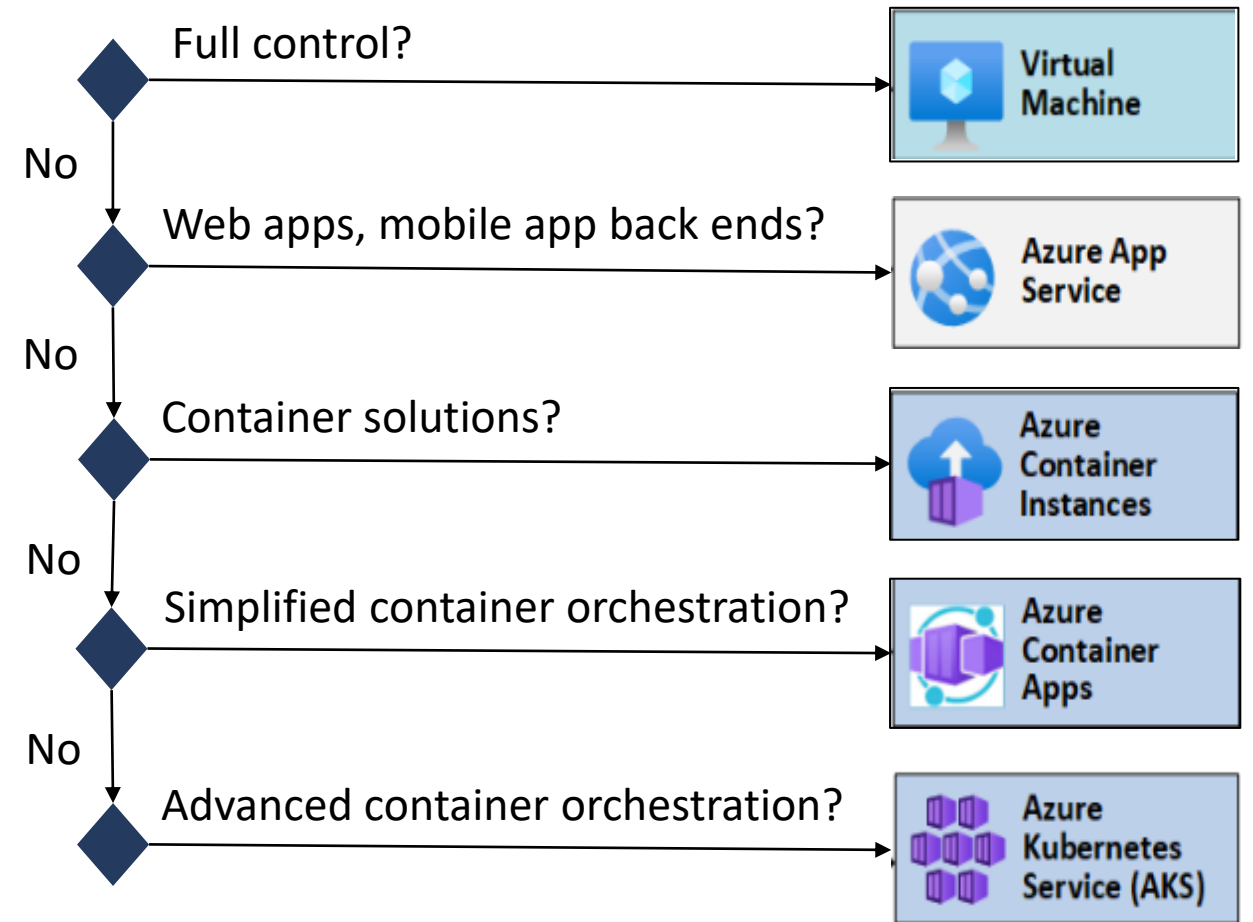 Full control?
Virtual
Machine
No
Web apps, mobile app back ends?
Azure App
Service
No
Container solutions?
Azure
Container
Instances
No
Simplified container orchestration?
Azure
Container
Apps
No
Advanced container orchestration?
Azure
Kubernetes
Service (AKS)